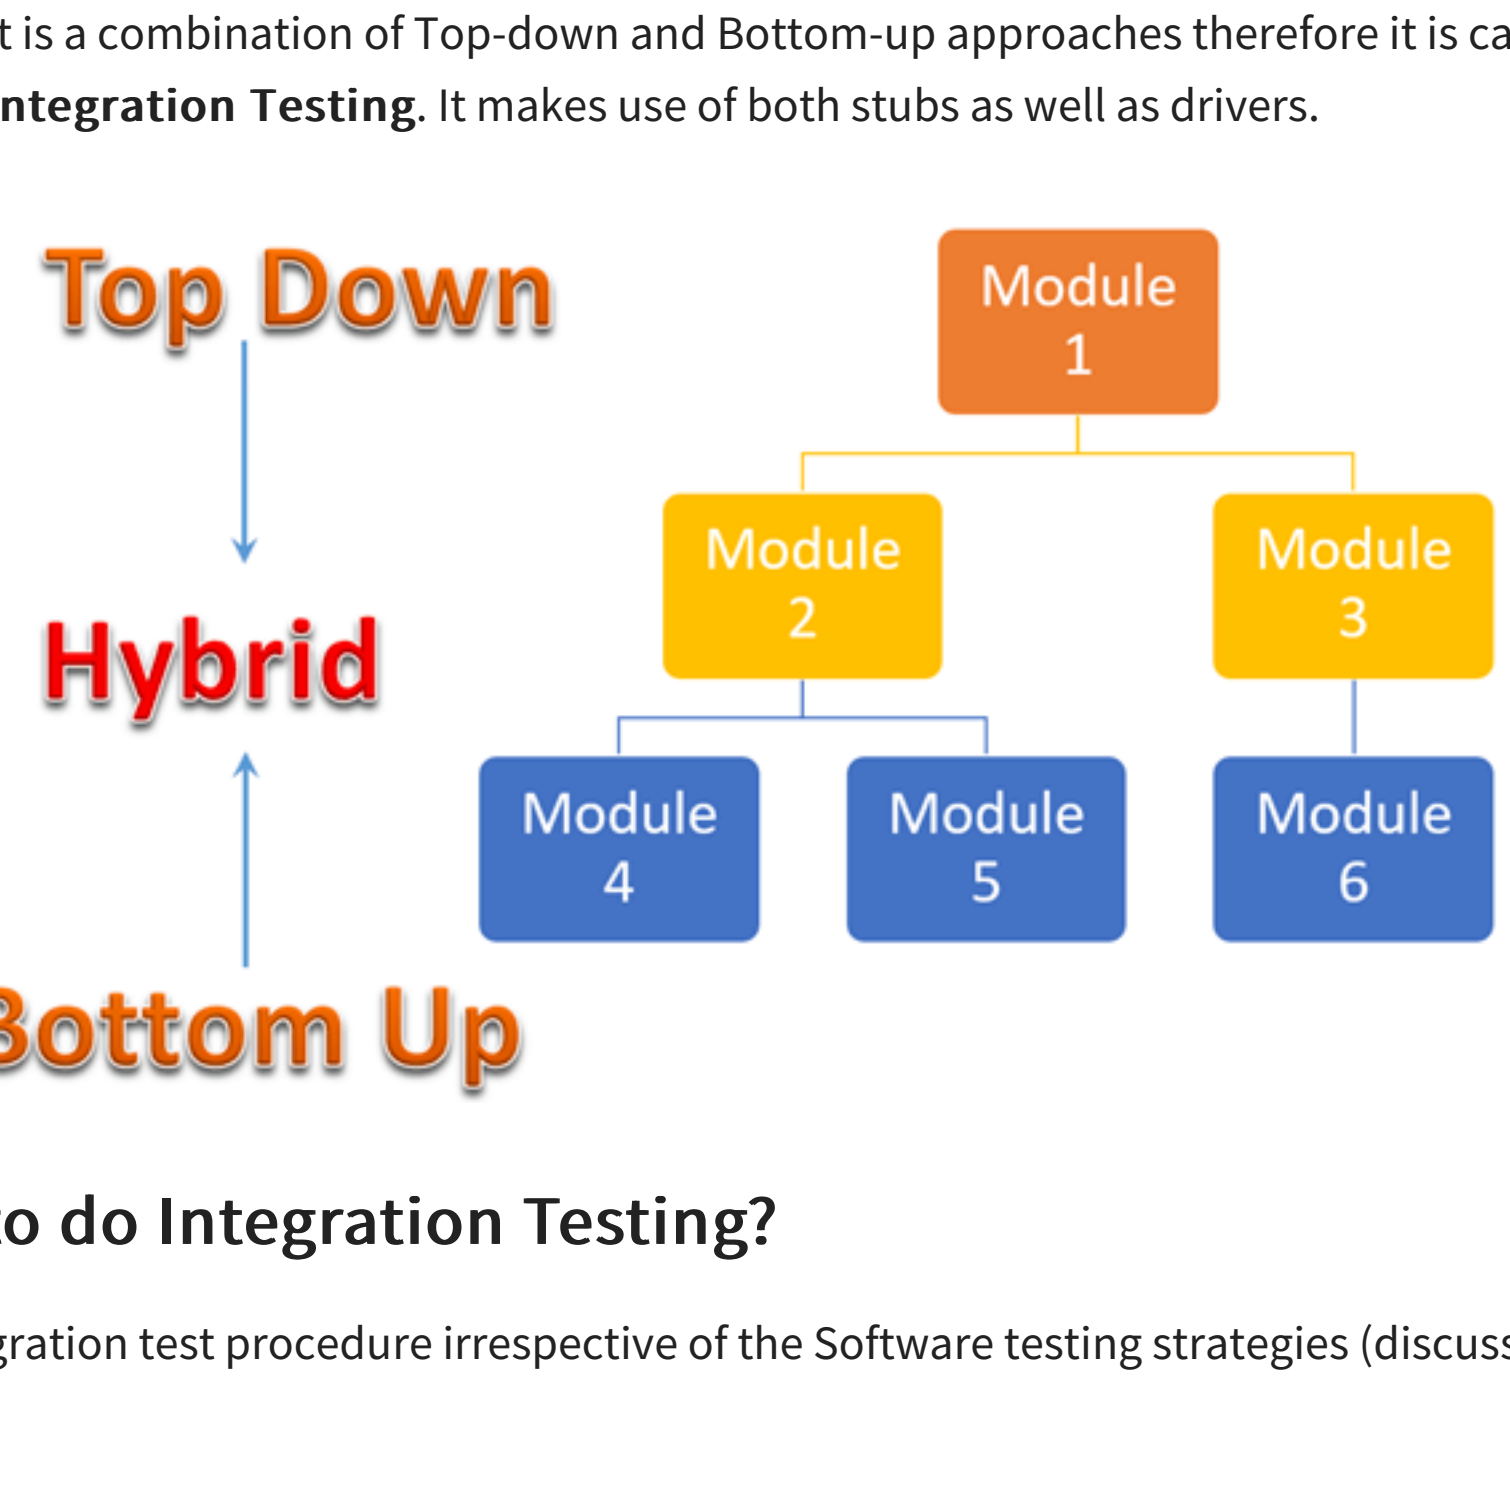 t is a combination of Top-down and Bottom-up approaches therefore it is ca
ntegration Testing. It makes use of both stubs as well as drivers.
Top Down
Module
1
Module
2
Module
3
Hybrid
Module
4
Module
5
Module
6
Bottom Up
to do Integration Testing?
gration test procedure irrespective of the Software testing strategies (discuss